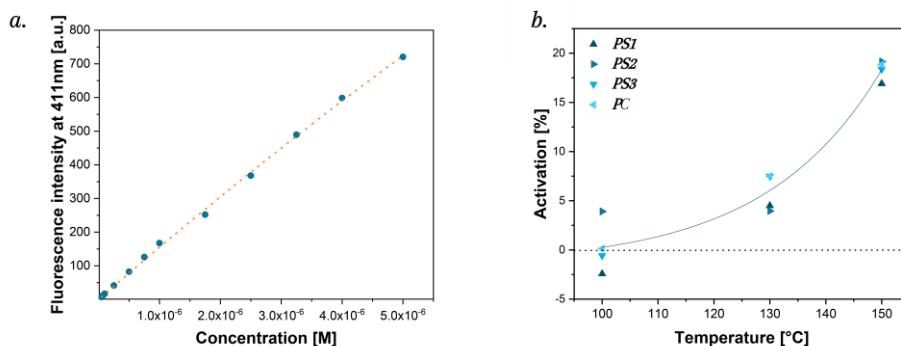 a.
Fluorescence intensity at 411nm [a.u.]
800
700
600
500
400
300
200
100
1.0x10⁻⁶
2.0x10⁻⁶
3.0x10⁻⁶
4.0x10⁻⁶
5.0x10⁻⁶
Concentration [M]
b.
PS1
PS2
PS3
PC
Activation [%]
20
15
10
5
0
-5
100
110
120
130
140
150
Temperature [°C]